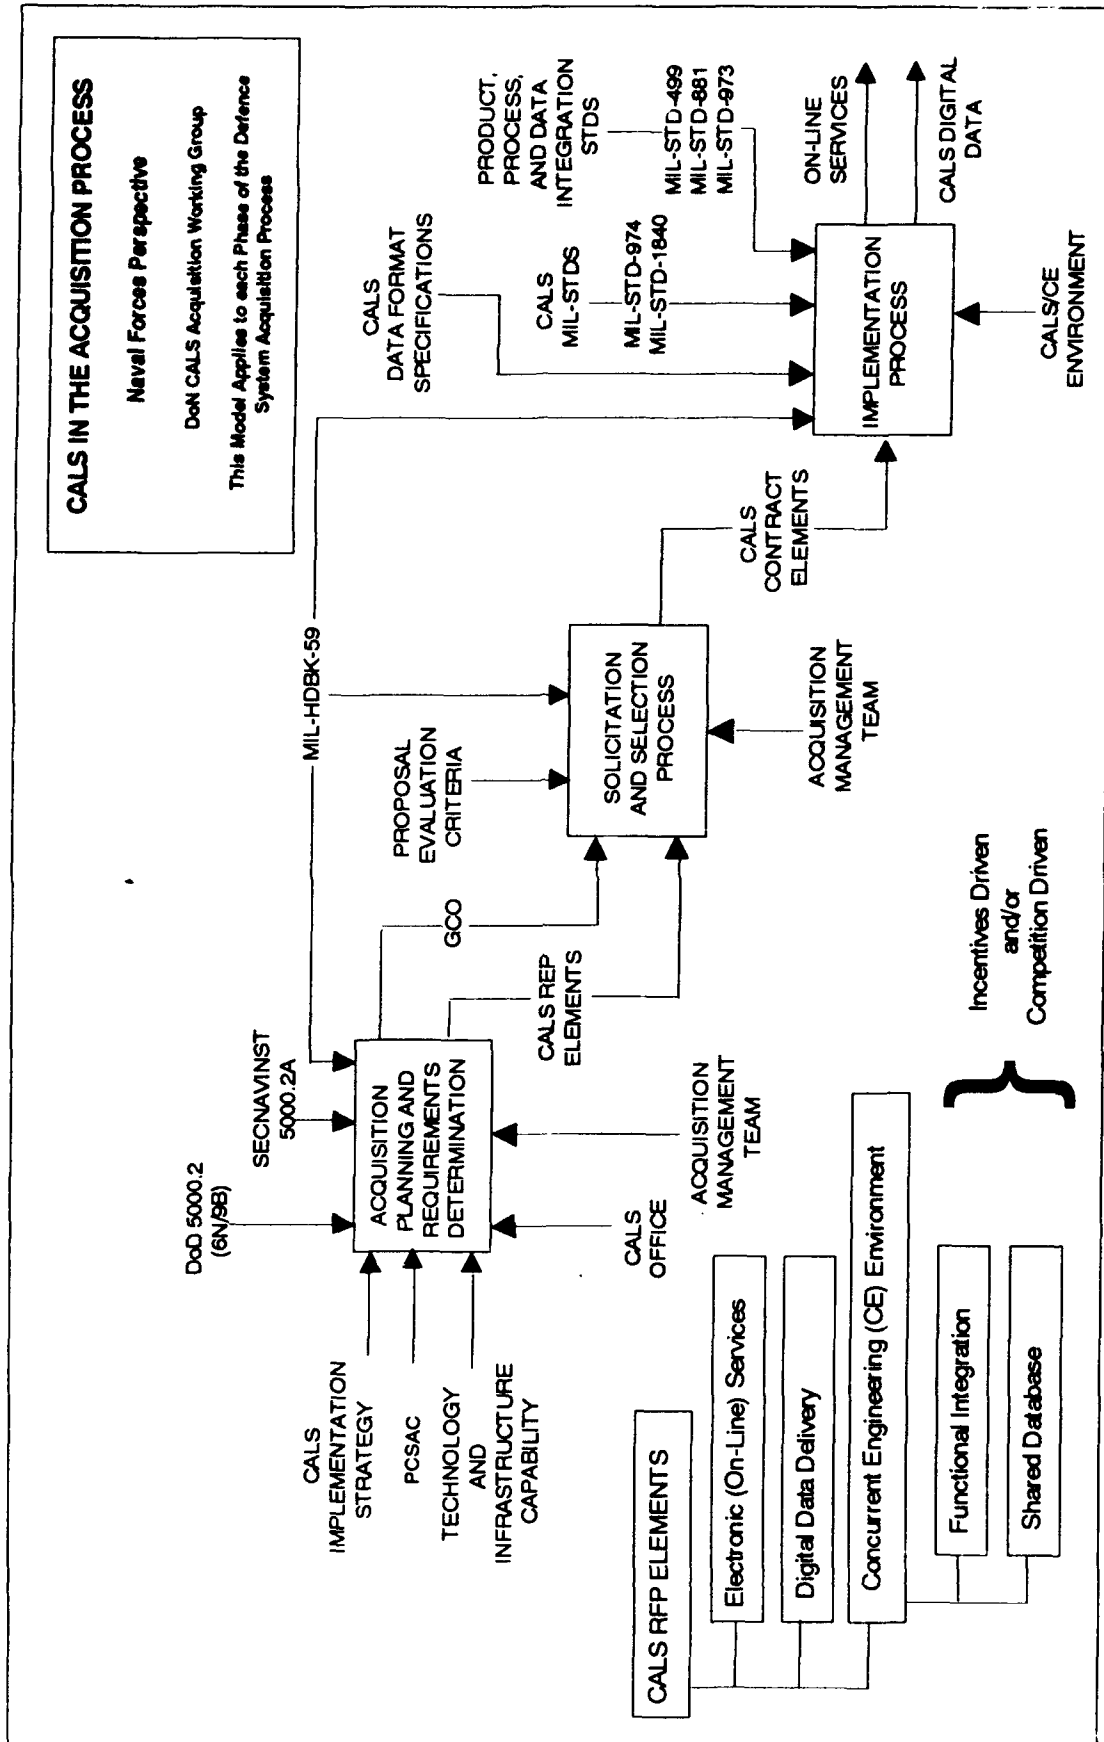 CALS IN THE ACQUISITION PROCESS
Naval Forces Perspective
DoN CALS Acquisition Working Group
This Model Applies to each Phase of the Defence
System Acquisition Process
MIL-HDBK-59
DoD 5000.2
(6N/9B)
SECNAVINST
5000.2A
CALS
IMPLEMENTATION
STRATEGY
PCSAC
TECHNOLOGY
AND
INFRASTRUCTURE
CAPABILITY
ACQUISITION
PLANNING AND
REQUIREMENTS
DETERMINATION
CALS
OFFICE
ACQUISITION
MANAGEMENT
TEAM
GCO
CALS REP
ELEMENTS
PROPOSAL
EVALUATION
CRITERIA
SOLICITATION
AND SELECTION
PROCESS
ACQUISITION
MANAGEMENT
TEAM
CALS
CONTRACT
ELEMENTS
CALS
DATA FORMAT
SPECIFICATIONS
CALS
MIL-STDS
MIL-STD-974
MIL-STD-1840
PRODUCT,
PROCESS,
AND DATA
INTEGRATION
STDS
MIL-STD-499
MIL-STD-881
MIL-STD-973
IMPLEMENTATION
PROCESS
CALS/CE
ENVIRONMENT
ON-LINE
SERVICES
CALS DIGITAL
DATA
CALS RFP ELEMENTS
Electronic (On-Line) Services
Digital Data Delivery
Concurrent Engineering (CE) Environment
Functional Integration
Shared Database
Incentives Driven
and/or
Competition Driven